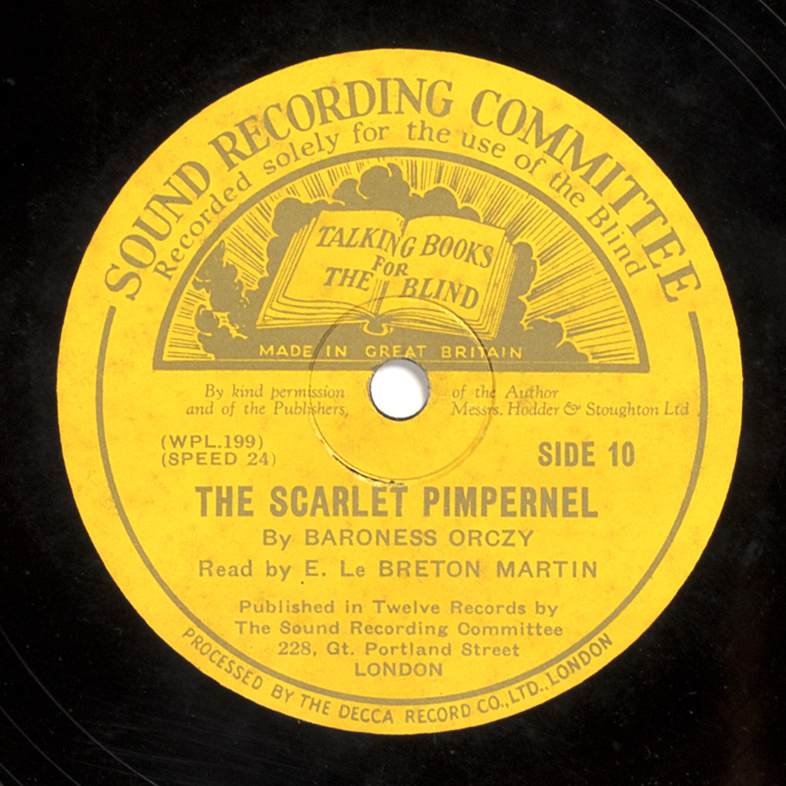 SOUND RECORDING COMMITTEE
Recorded solely for the use of the Blind
TALKING BOOKS
FOR
THE BLIND
MADE IN GREAT BRITAIN
By kind permission of the Author
and of the Publishers, Messrs. Hodder & Stoughton Ltd
(WPL.199)
(SPEED 24)
SIDE 10
THE SCARLET PIMPERNEL
By BARONESS ORCZY
Read by E. Le BRETON MARTIN
Published in Twelve Records by
The Sound Recording Committee
228, Gt. Portland Street
LONDON
PROCESSED BY THE DECCA RECORD CO., LTD., LONDON